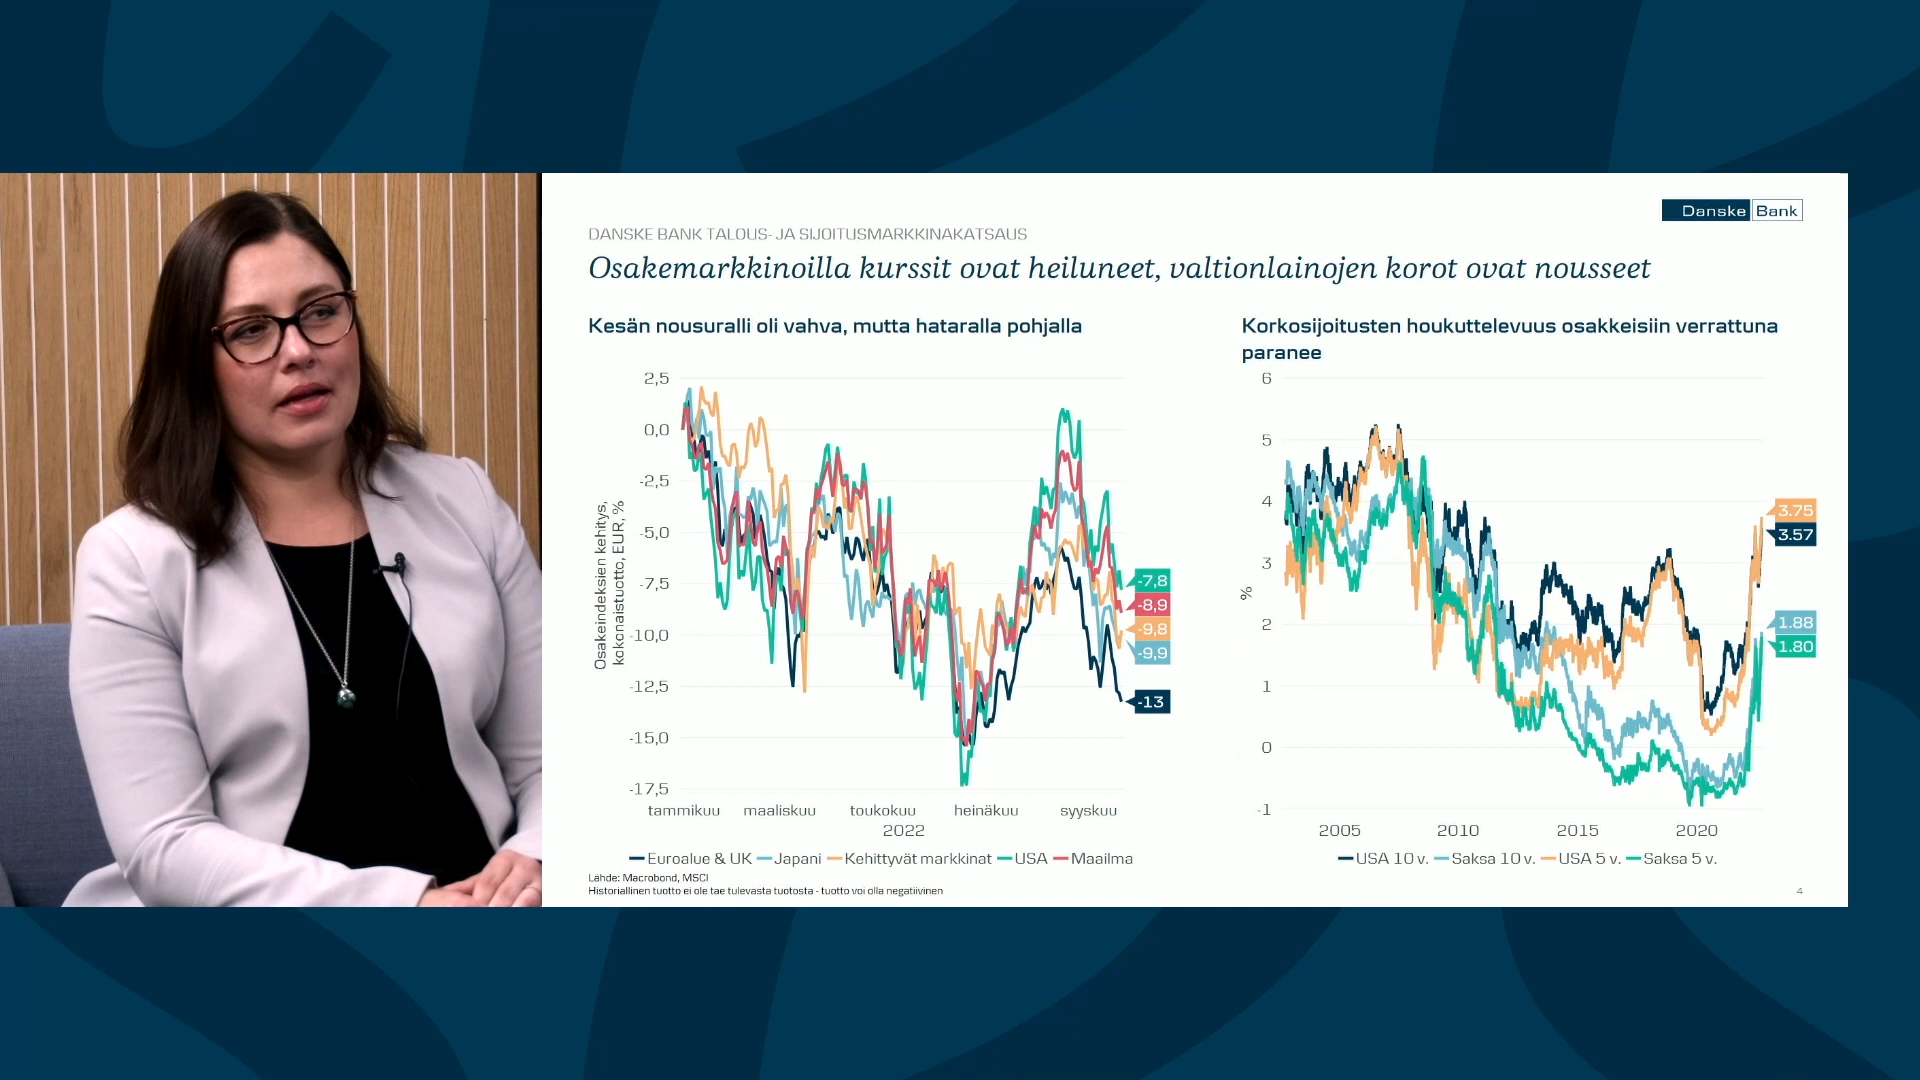 Danske Bank
DANSKE BANK TALOUS- JA SIJOITUSMARKKINAKATSAUS
Osakemarkkinoilla kurssit ovat heiluneet, valtionlainojen korot ovat nousseet
Kesän nousuralli oli vahva, mutta hataralla pohjalla
Osakeindeksien kehitys,
kokonaistuotto, EUR, %
2,5
0,0
-2,5
-5,0
-7,5
-10,0
-12,5
-15,0
-17,5
-7,8
-8,9
-9,8
-9,9
-13
tammikuu maaliskuu toukokuu heinäkuu syyskuu
2022
Euroalue & UK Japani Kehittyvät markkinat USA Maailma
Lähde: Macrobond, MSCI
Historiallinen tuotto ei ole tae tulevasta tuotosta - tuotto voi olla negatiivinen
Korkosijoitusten houkuttelevuus osakkeisiin verrattuna
paranee
%
6
5
4
3
2
1
0
-1
3.75
3.57
1.88
1.80
2005 2010 2015 2020
USA 10 v. Saksa 10 v. USA 5 v. Saksa 5 v.
4